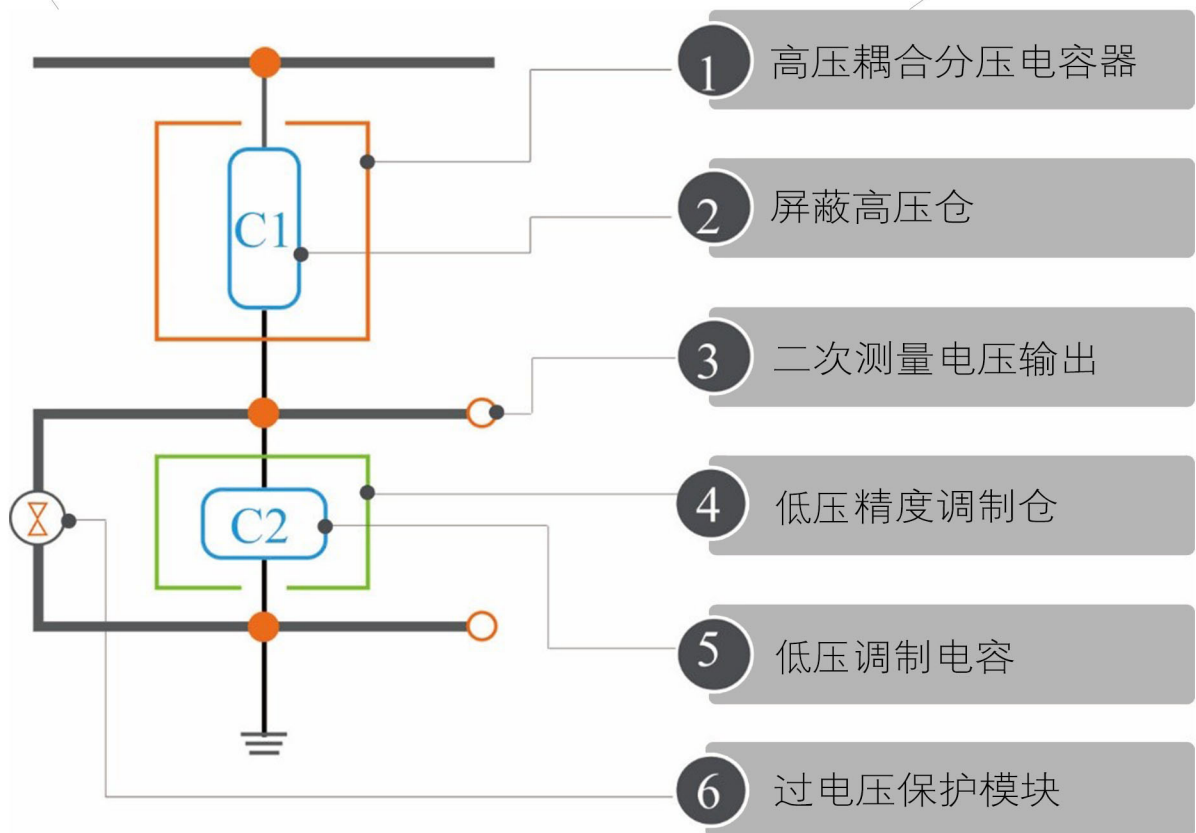 1 高压耦合分压电容器
C1
2 屏蔽高压仓
3 二次测量电压输出
4 低压精度调制仓
C2
5 低压调制电容
6 过电压保护模块